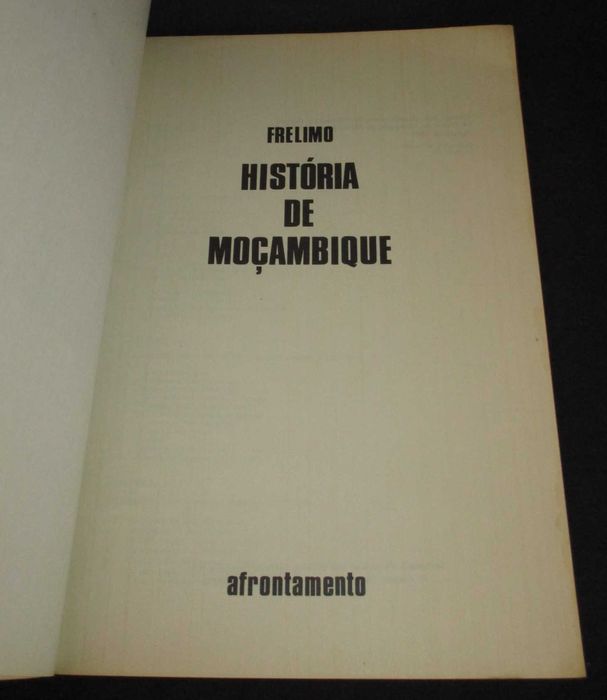 FRELIMO
HISTÓRIA
DE
MOÇAMBIQUE
afrontamento